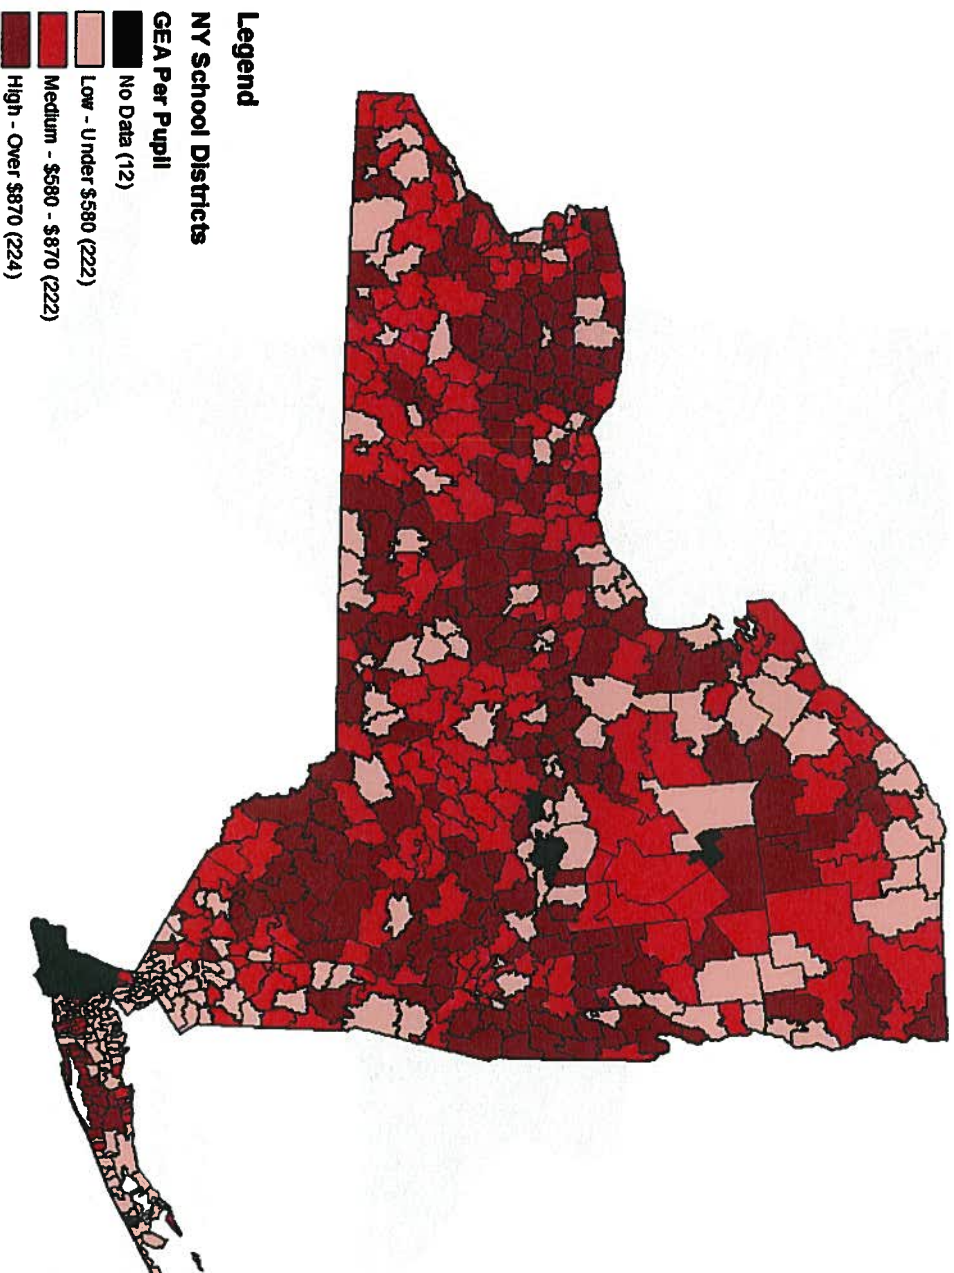 Legend
NY School Districts
GEA Per Pupil
No Data (12)
Low - Under $580 (222)
Medium - $580 - $870 (222)
High - Over $870 (224)